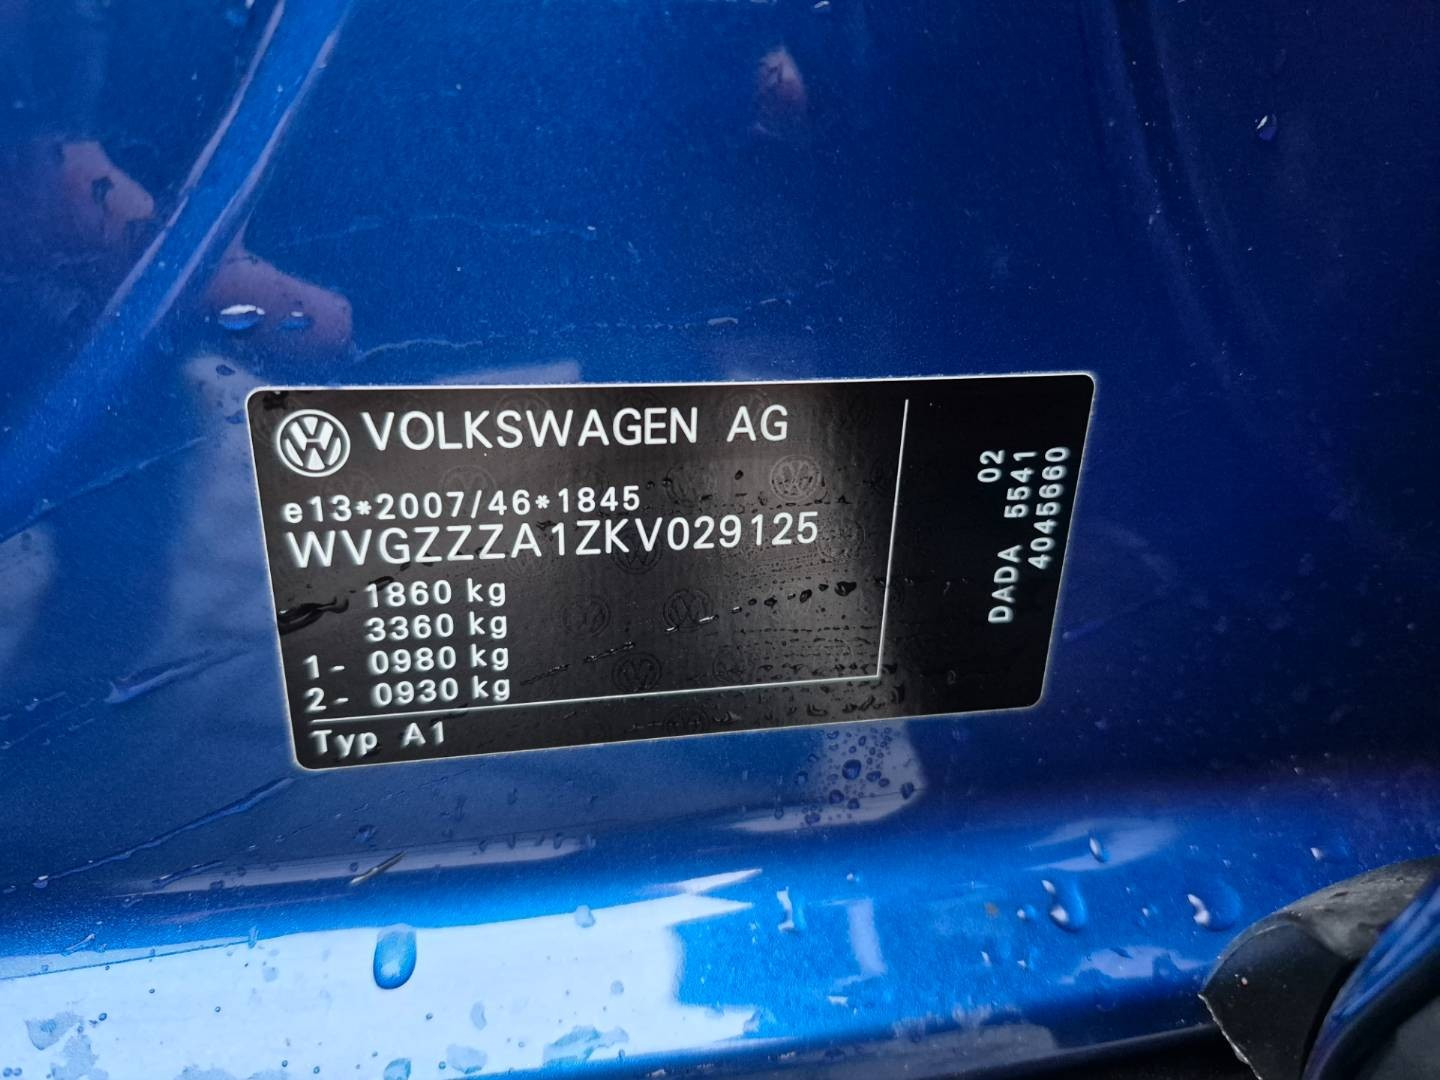 VOLKSWAGEN AG
e13*2007/46*1845
WVGZZZA1ZKV029125
1860 kg
3360 kg
1- 0980 kg
2- 0930 kg
Typ A1
02
DADA 5541
4045660